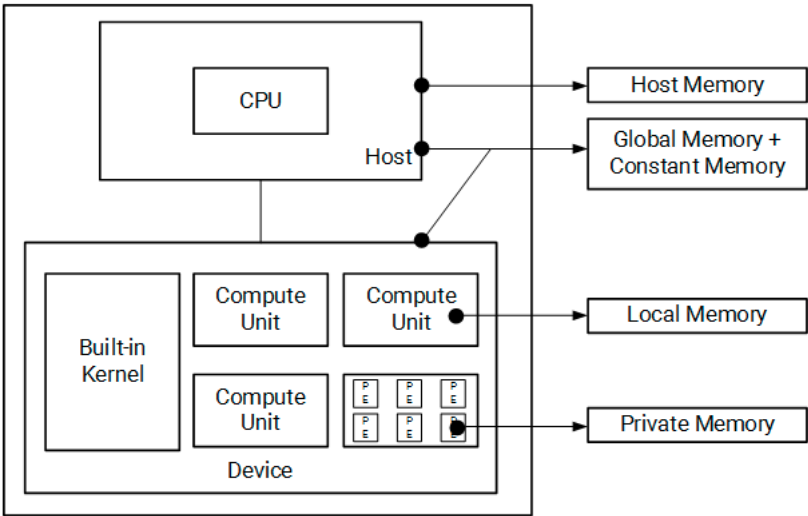 CPU
Host
Host Memory
Global Memory +
Constant Memory
Built-in
Kernel
Compute
Unit
Compute
Unit
Local Memory
Compute
Unit
P
E
P
E
P
E
P
E
P
E
P
E
Private Memory
Device